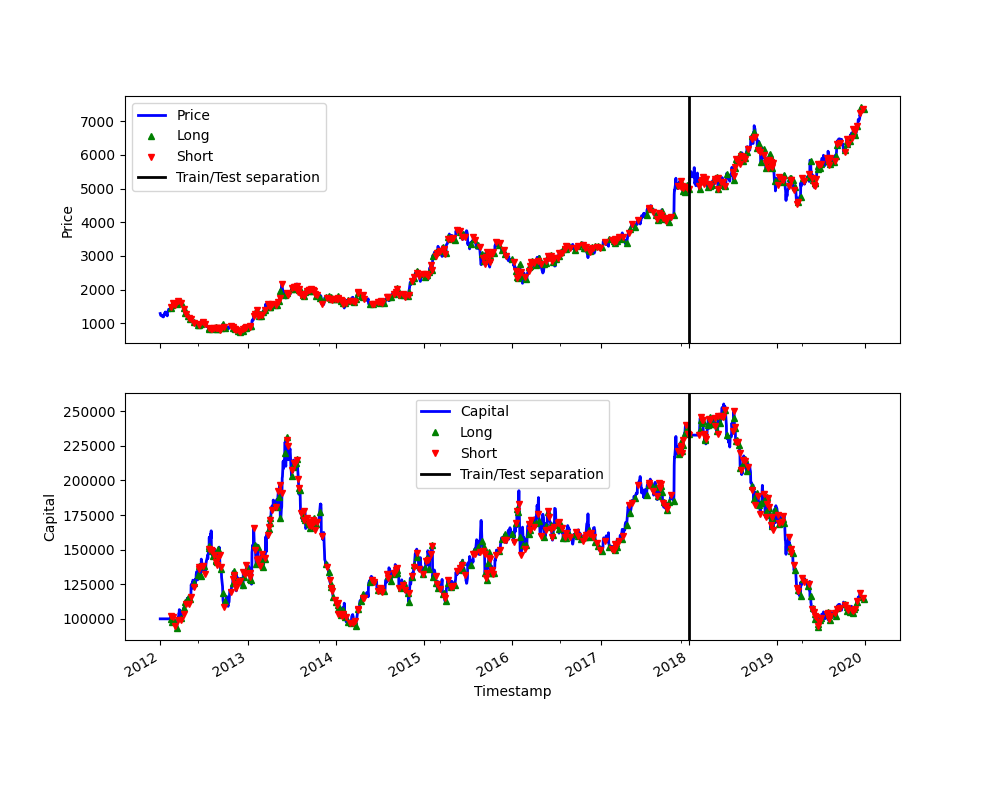 Price
Long
Short
Train/Test separation
7000
6000
5000
4000
3000
2000
1000
Price
Capital
Long
Short
Train/Test separation
250000
225000
200000
175000
150000
125000
100000
Capital
2012
2013
2014
2015
2016
2017
2018
2019
2020
Timestamp